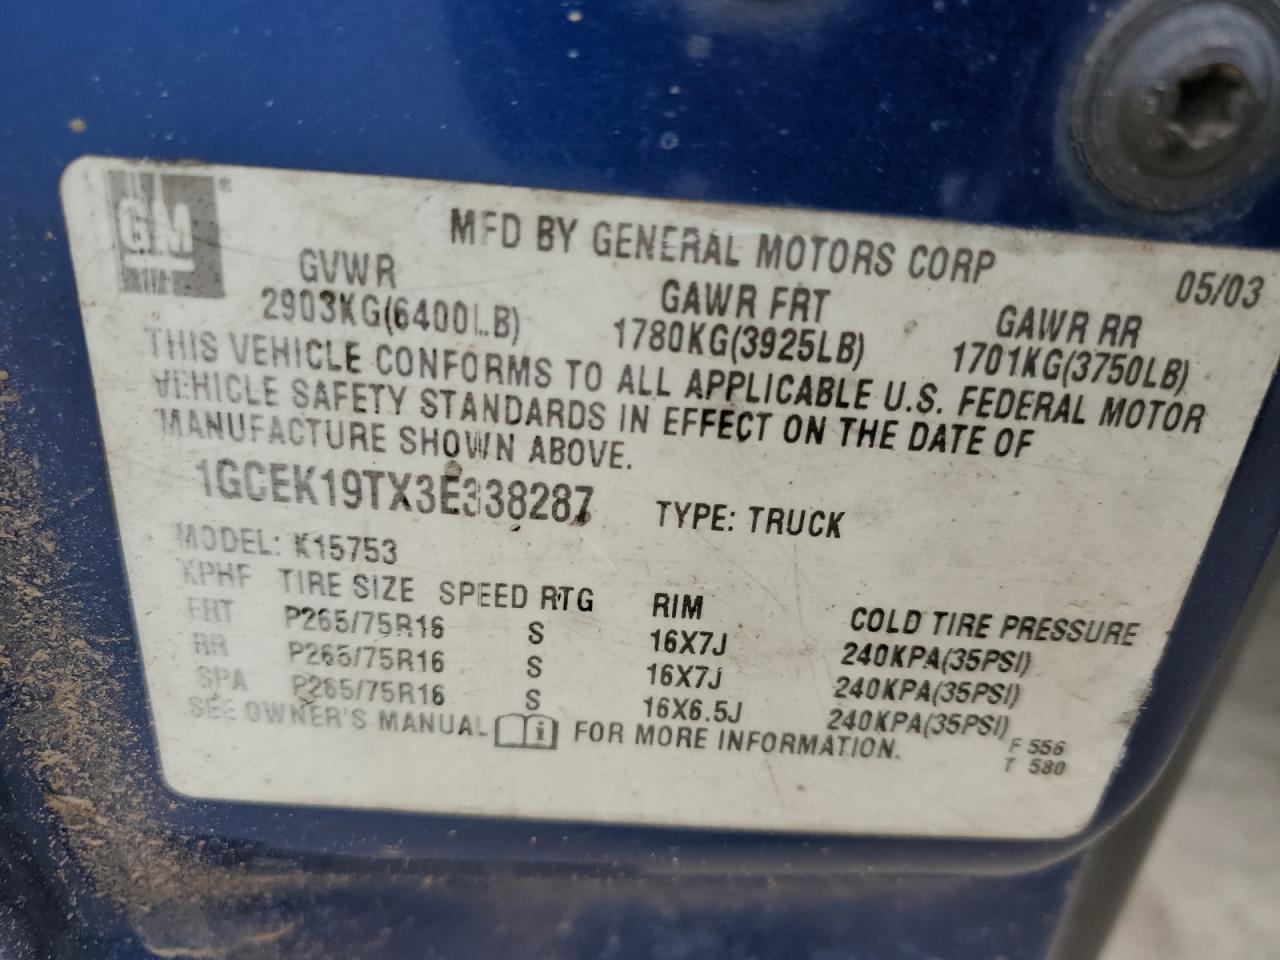 GM ®
MFD BY GENERAL MOTORS CORP
05/03
GVWR GAWR FRT GAWR RR
2903KG(6400LB) 1780KG(3925LB) 1701KG(3750LB)
THIS VEHICLE CONFORMS TO ALL APPLICABLE U.S. FEDERAL MOTOR
VEHICLE SAFETY STANDARDS IN EFFECT ON THE DATE OF
MANUFACTURE SHOWN ABOVE.
1GCEK19TX3E338287 TYPE: TRUCK
MODEL: K15753
KPHF TIRE SIZE SPEED RTG RIM COLD TIRE PRESSURE
FRT P265/75R16 S 16X7J 240KPA(35PSI)
RR P265/75R16 S 16X7J 240KPA(35PSI)
SPA P265/75R16 S 16X6.5J 240KPA(35PSI)
SEE OWNER'S MANUAL i FOR MORE INFORMATION.
F 556
T 580